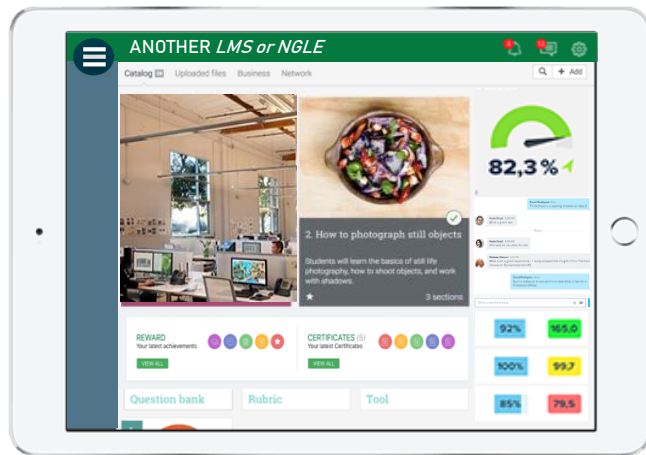 ANOTHER LMS or NGLE
Catalog Uploaded files Business Network
+ Add
82,3%
2. How to photograph still objects
Students will learn the basics of still life
photography, how to shoot objects, and work
with shadows.
3 sections
REWARD
Your latest achievements
VIEW ALL
CERTIFICATES (5)
Your latest Certificates
VIEW ALL
92% 165,0
100% 99,7
85% 79,5
Question bank Rubric Tool